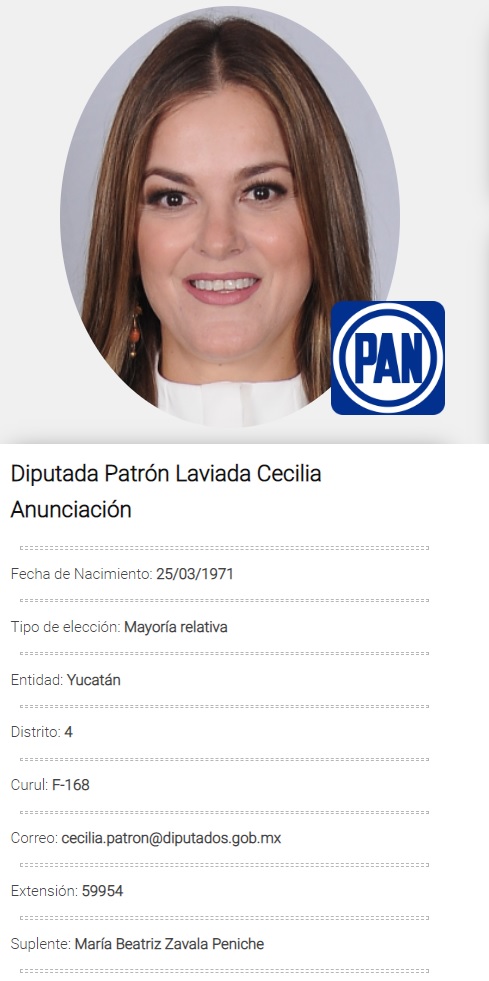 PAN
Diputada Patrón Laviada Cecilia
Anunciación
Fecha de Nacimiento: 25/03/1971
Tipo de elección: Mayoría relativa
Entidad: Yucatán
Distrito: 4
Curul: F-168
Correo: cecilia.patron@diputados.gob.mx
Extensión: 59954
Suplente: María Beatriz Zavala Peniche